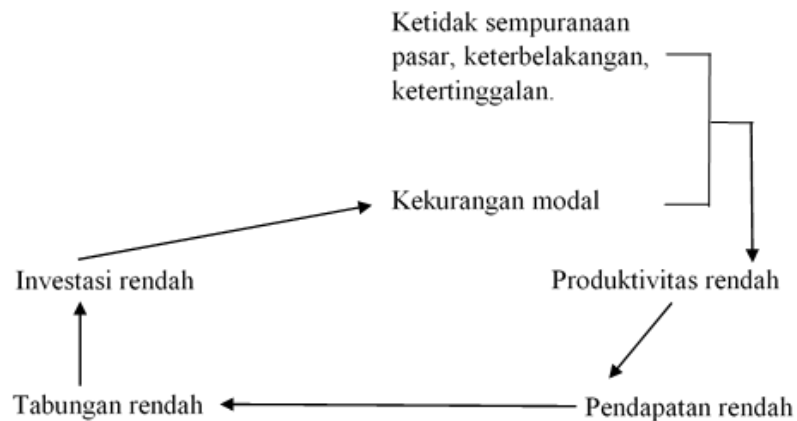 Ketidak sempuranaan
pasar, keterbelakangan,
ketertinggalan.
Kekurangan modal
Investasi rendah
Produktivitas rendah
Tabungan rendah
Pendapatan rendah